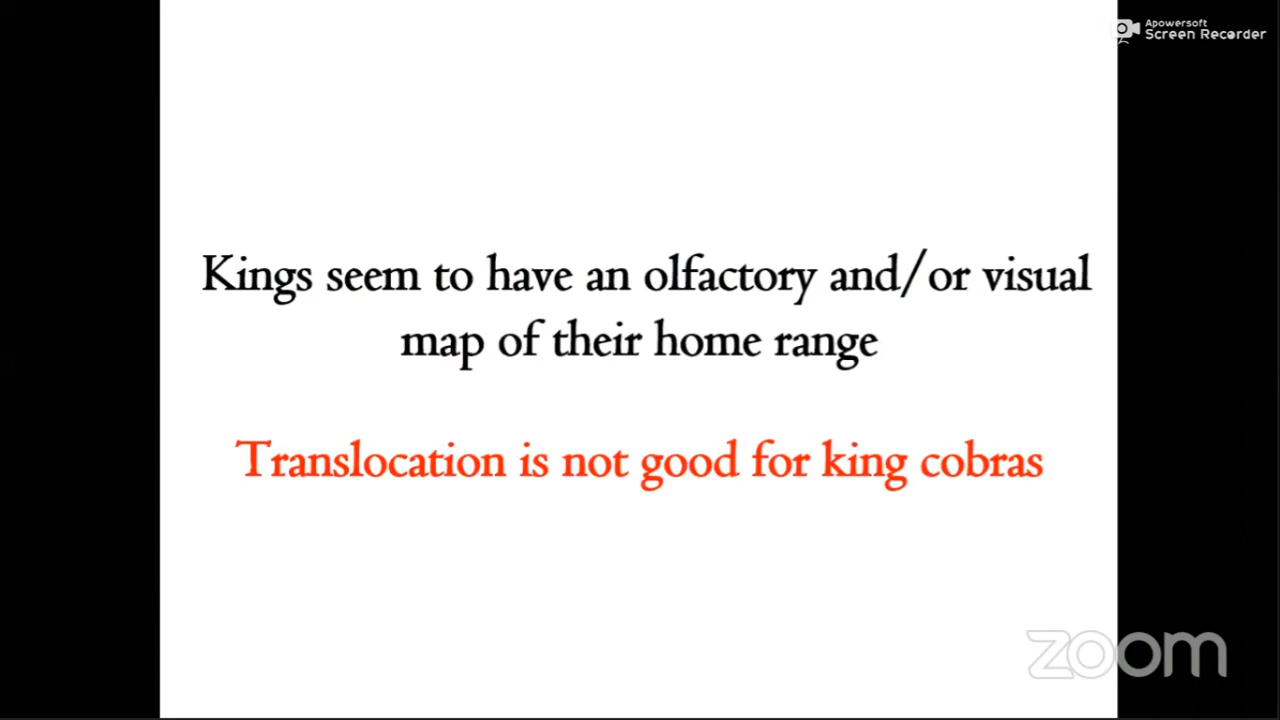 Apowersoft
Screen Recorder
Kings seem to have an olfactory and/or visual
map of their home range
Translocation is not good for king cobras
zoom